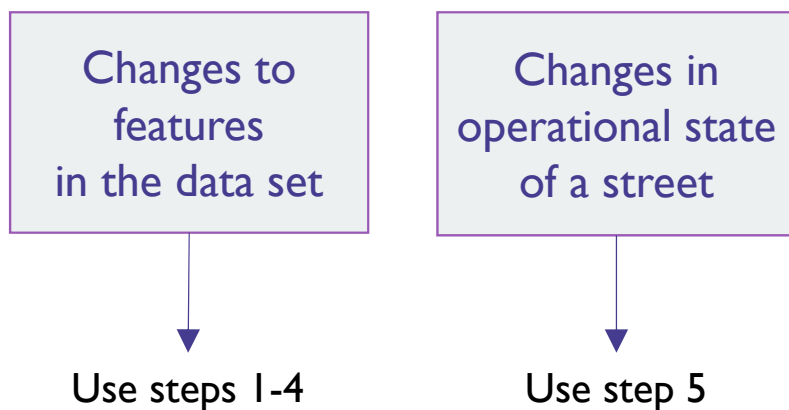 Changes to
features
in the data set
Changes in
operational state
of a street
Use steps 1-4
Use step 5